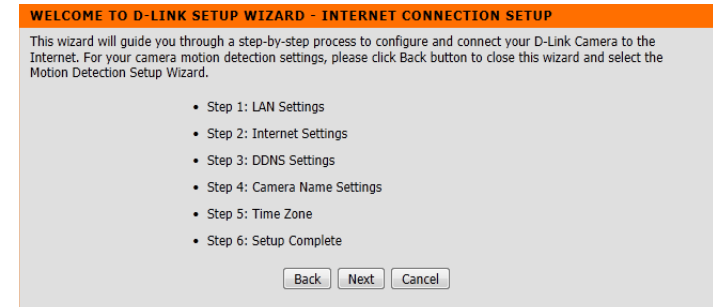 WELCOME TO D-LINK SETUP WIZARD - INTERNET CONNECTION SETUP
This wizard will guide you through a step-by-step process to configure and connect your D-Link Camera to the
Internet. For your camera motion detection settings, please click Back button to close this wizard and select the
Motion Detection Setup Wizard.
• Step 1: LAN Settings
• Step 2: Internet Settings
• Step 3: DDNS Settings
• Step 4: Camera Name Settings
• Step 5: Time Zone
• Step 6: Setup Complete
Back Next Cancel